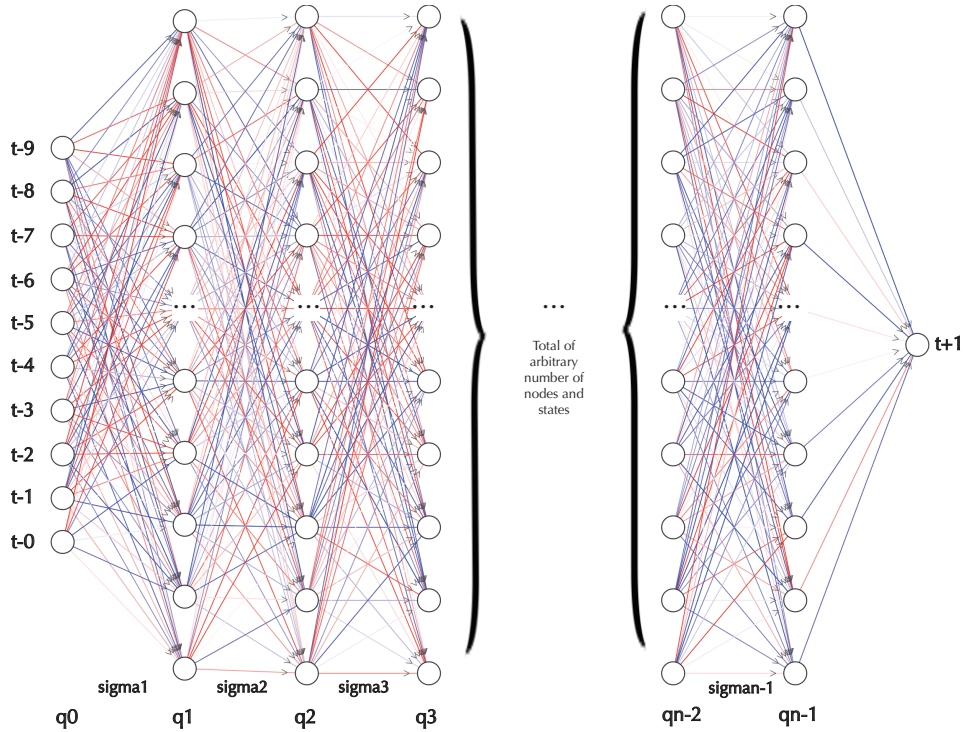 t-9
t-8
t-7
t-6
t-5
t-4
t-3
t-2
t-1
t-0
...
...
...
...
Total of
arbitrary
number of
nodes and
states
...
...
t+1
sigma1
sigma2
sigma3
sigman-1
q0
q1
q2
q3
qn-2
qn-1